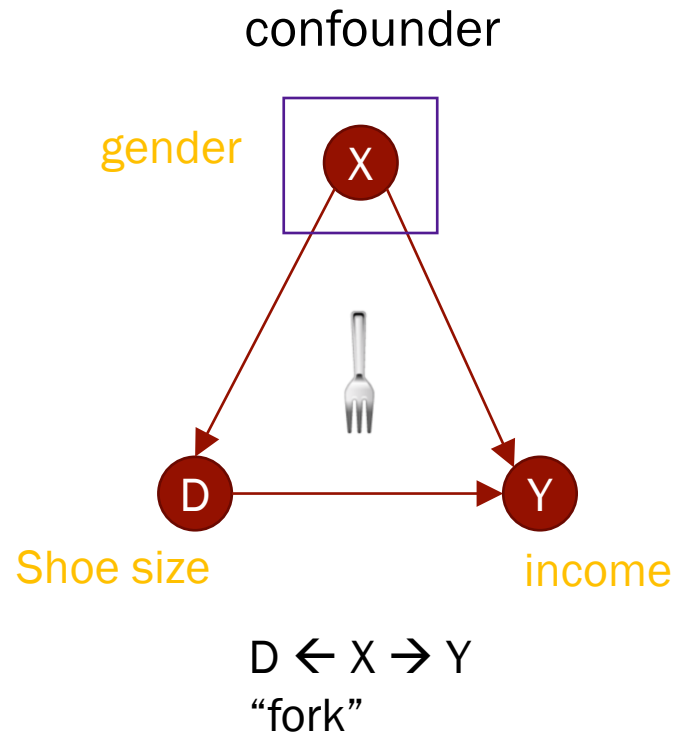 confounder
gender
X
D
Y
Shoe size
income
D ← X → Y
“fork”